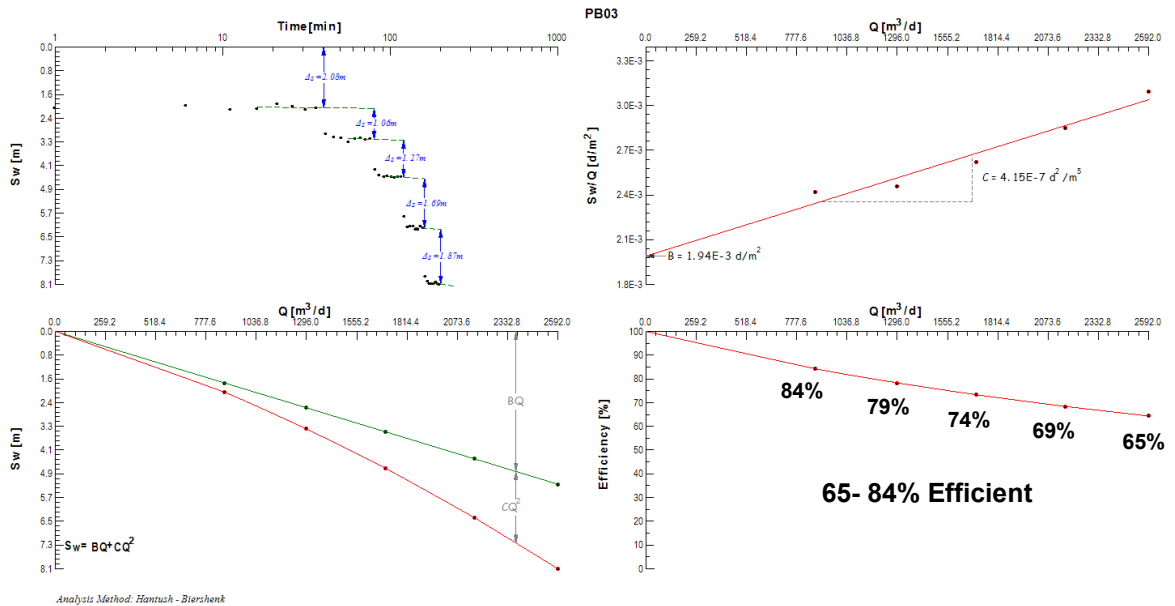 PB03
Time[min]
1 10 100 1000
0.0
0.8
1.6
2.4
3.3
4.1
4.9
5.7
6.5
7.3
8.1
Sw [m]
Δs=2.08m
Δs=1.06m
Δs=1.27m
Δs=1.69m
Δs=1.87m
Q [m³/d]
0.0 259.2 518.4 777.6 1036.8 1296.0 1555.2 1814.4 2073.6 2332.8 2592.0
3.3E-3
3.0E-3
2.7E-3
2.4E-3
2.1E-3
1.8E-3
Sw/Q [d/m²]
C = 4.15E-7 d²/m⁵
B = 1.94E-3 d/m²
Q [m³/d]
0.0 259.2 518.4 777.6 1036.8 1296.0 1555.2 1814.4 2073.6 2332.8 2592.0
0.0
0.8
1.6
2.4
3.3
4.1
4.9
5.7
6.5
7.3
8.1
Sw [m]
BQ
CQ²
Sw= BQ+CQ²
Q [m³/d]
0.0 259.2 518.4 777.6 1036.8 1296.0 1555.2 1814.4 2073.6 2332.8 2592.0
100
90
80
70
60
50
40
30
20
10
0
Efficiency [%]
84%
79%
74%
69%
65%
65- 84% Efficient
Analysis Method: Hantush - Biershenk